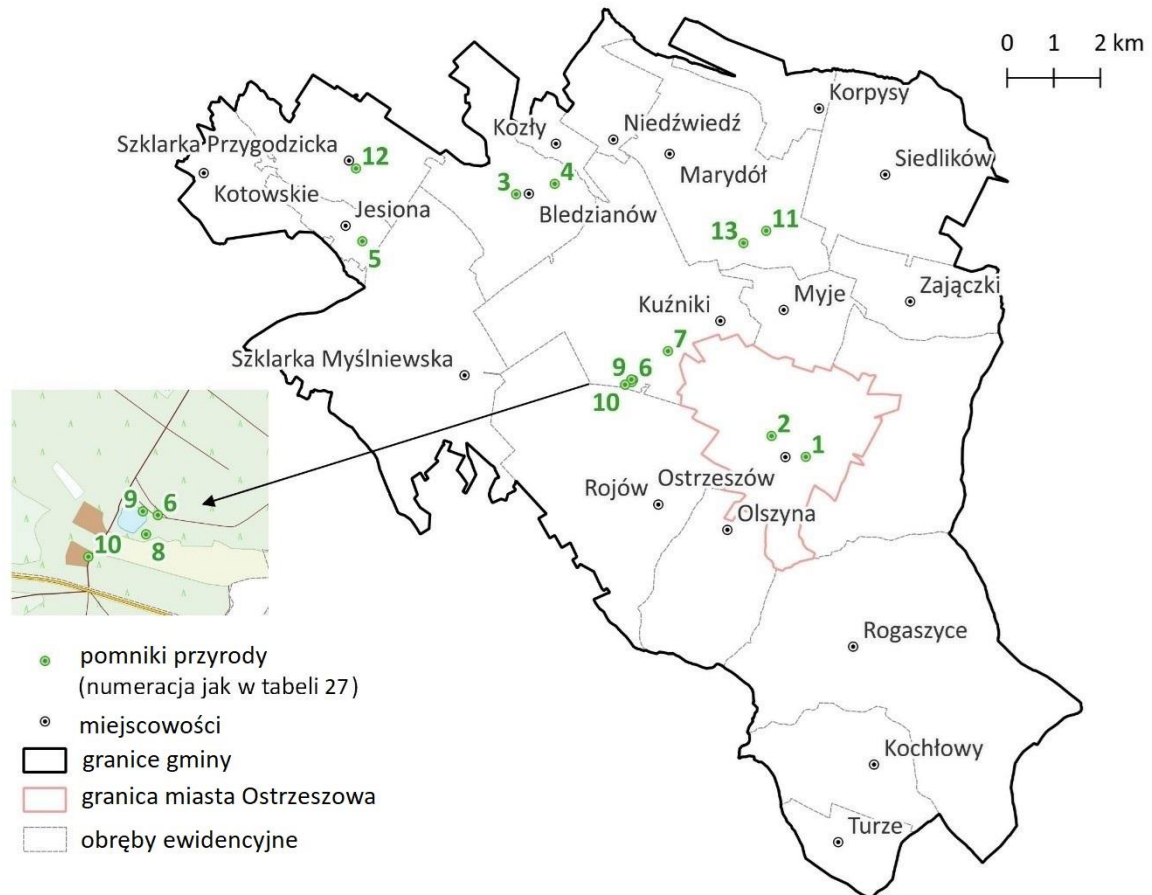 0 1 2 km
Korpysy
Kozły
Niedźwiedź
Szklarka Przygodzicka
12
Marydół
Siedlików
Kotowskie
3
4
Bledzianów
Jesiona
5
13
11
Kuźniki
Myje
Zajączki
7
Szklarka Myślniewska
9
6
10
2
1
Rojów
Ostrzeszów
Olszyna
9
6
8
10
Rogaszyce
Kochłowy
Turze
pomniki przyrody
(numeracja jak w tabeli 27)
miejscowości
granice gminy
granica miasta Ostrzeszowa
obręby ewidencyjne